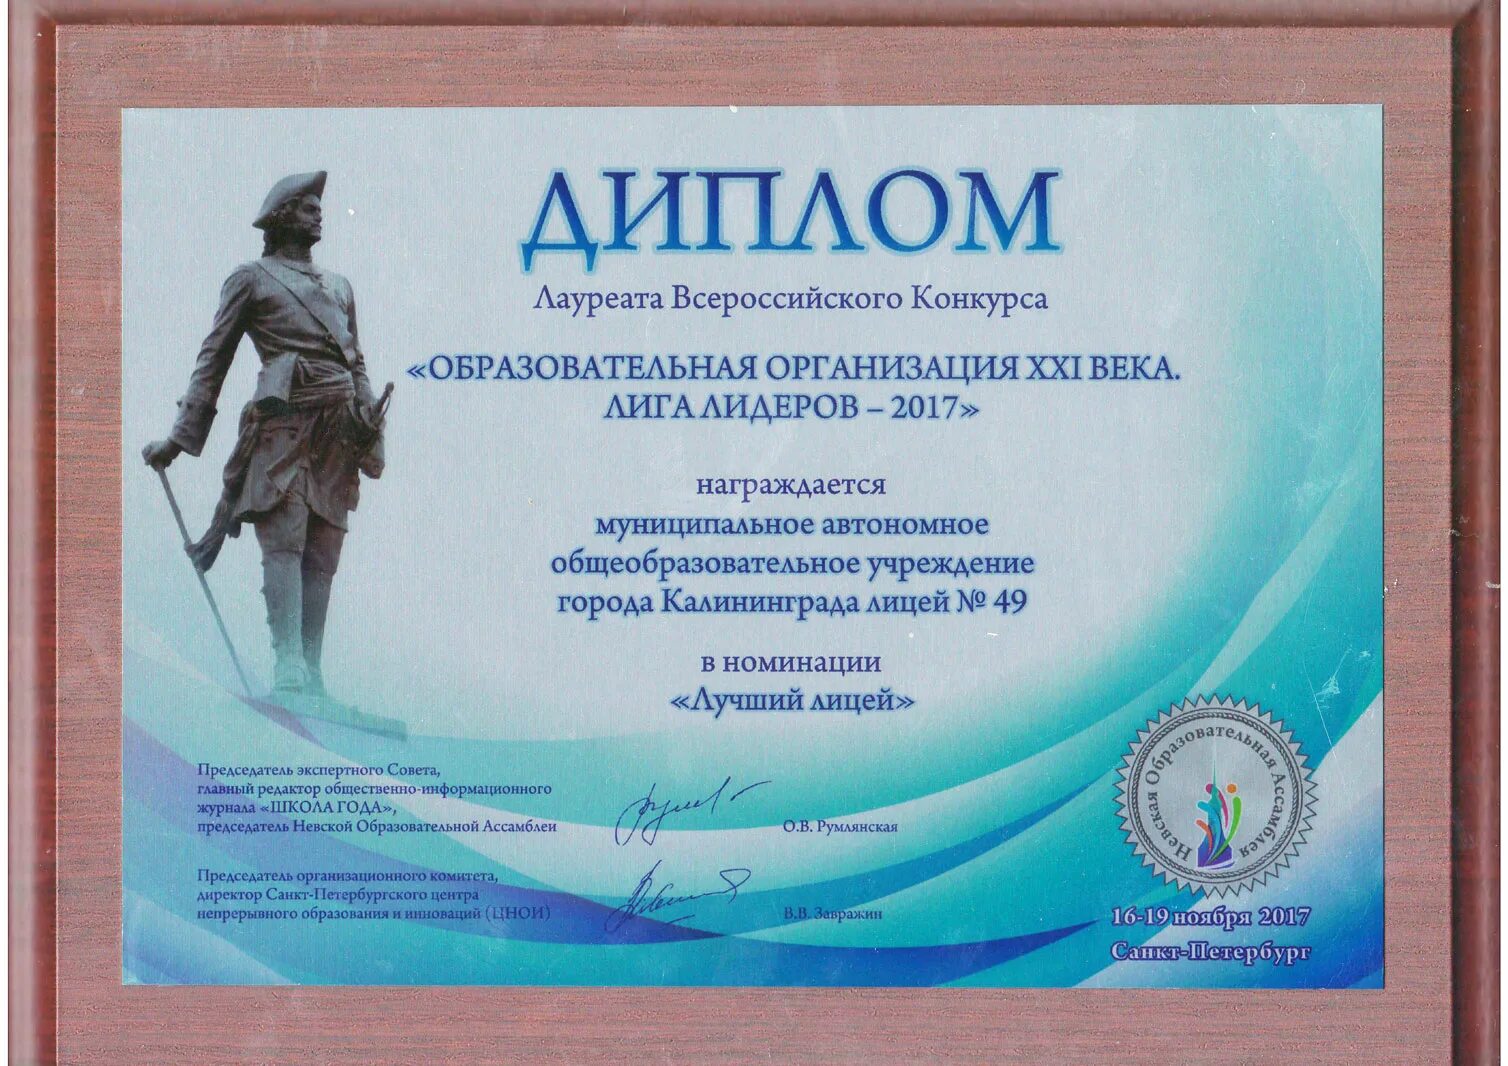 ДИПЛОМ
Лауреата Всероссийского Конкурса
«ОБРАЗОВАТЕЛЬНАЯ ОРГАНИЗАЦИЯ XXI ВЕКА.
ЛИГА ЛИДЕРОВ – 2017»
награждается
муниципальное автономное
общеобразовательное учреждение
города Калининграда лицей № 49
в номинации
«Лучший лицей»
Председатель экспертного Совета,
главный редактор общественно-информационного
журнала «ШКОЛА ГОДА»,
председатель Невской Образовательной Ассамблеи
О.В. Румлянская
Председатель организационного комитета,
директор Санкт-Петербургского центра
непрерывного образования и инноваций (ЦНОИ)
В.В. Завражин
Невская Образовательная Ассамблея
16-19 ноября 2017
Санкт-Петербург